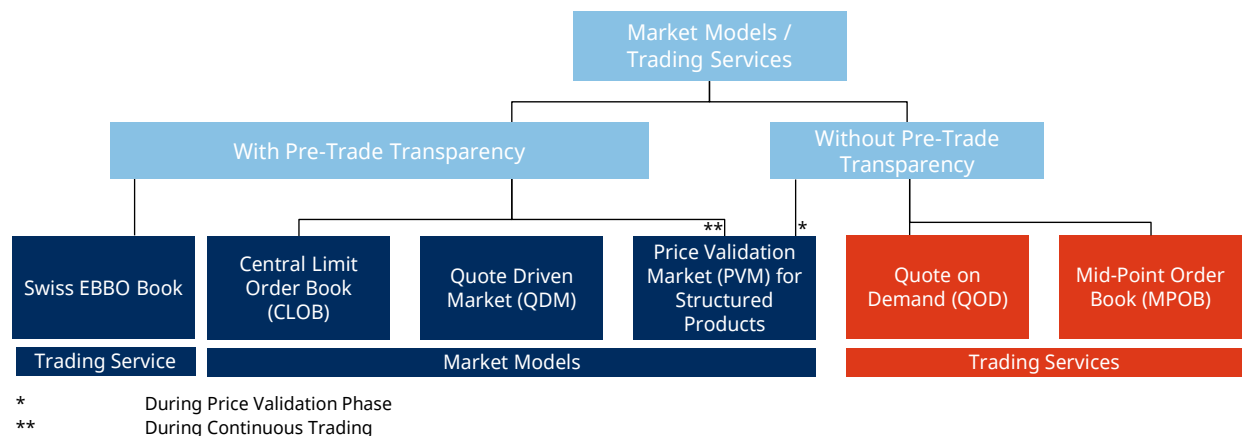 Market Models /
Trading Services
With Pre-Trade Transparency
Without Pre-Trade
Transparency
**
*
Swiss EBBO Book
Central Limit
Order Book
(CLOB)
Quote Driven
Market (QDM)
Price Validation
Market (PVM) for
Structured
Products
Quote on
Demand (QOD)
Mid-Point Order
Book (MPOB)
Trading Service
Market Models
Trading Services
* During Price Validation Phase
** During Continuous Trading